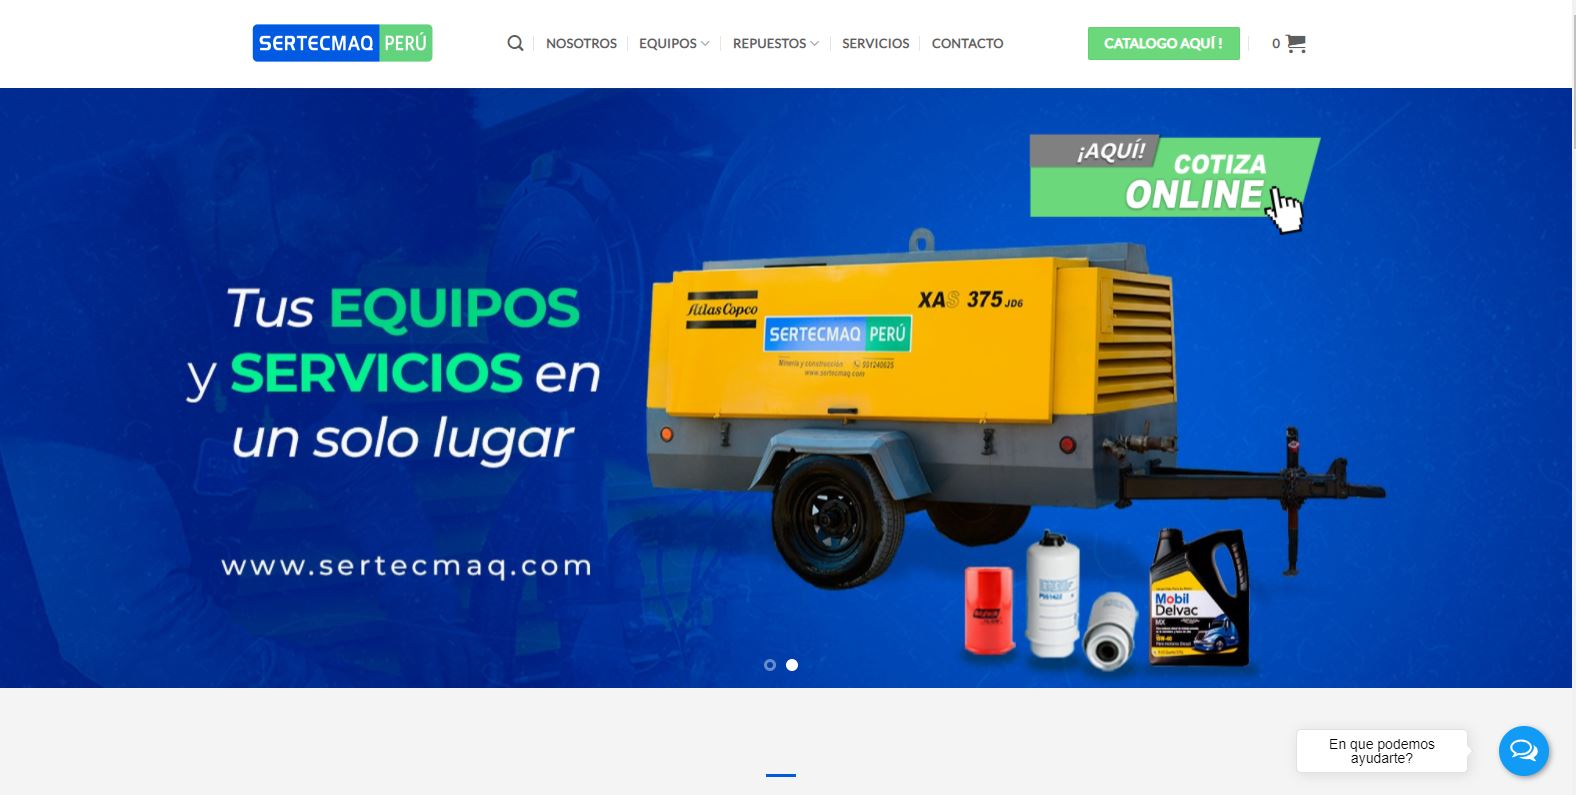 SERTECMAQ PERÚ
NOSOTROS
EQUIPOS
REPUESTOS
SERVICIOS
CONTACTO
CATALOGO AQUÍ !
0
¡AQUÍ!
COTIZA
ONLINE
Tus EQUIPOS
y SERVICIOS en
un solo lugar
www.sertecmaq.com
Atlas Copco
XAS 375 JD6
SERTECMAQ PERÚ
Minería y construcción
www.sertecmaq.com
Mobil
Delvac
MX
15W-40
En que podemos
ayudarte?